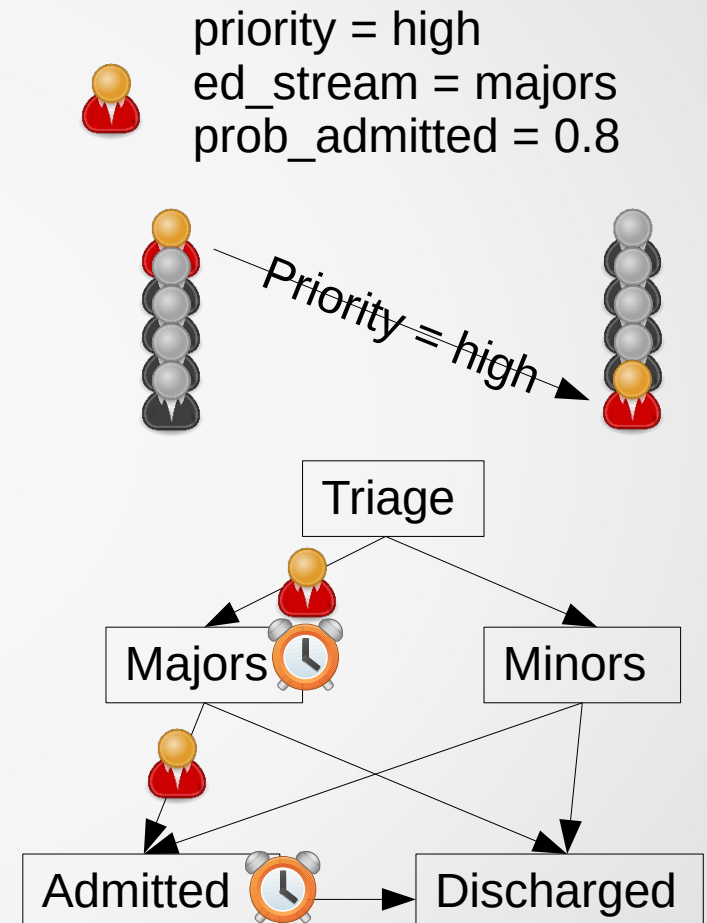 priority = high
ed_stream = majors
prob_admitted = 0.8
Priority = high
Triage
Majors
Minors
Admitted
Discharged